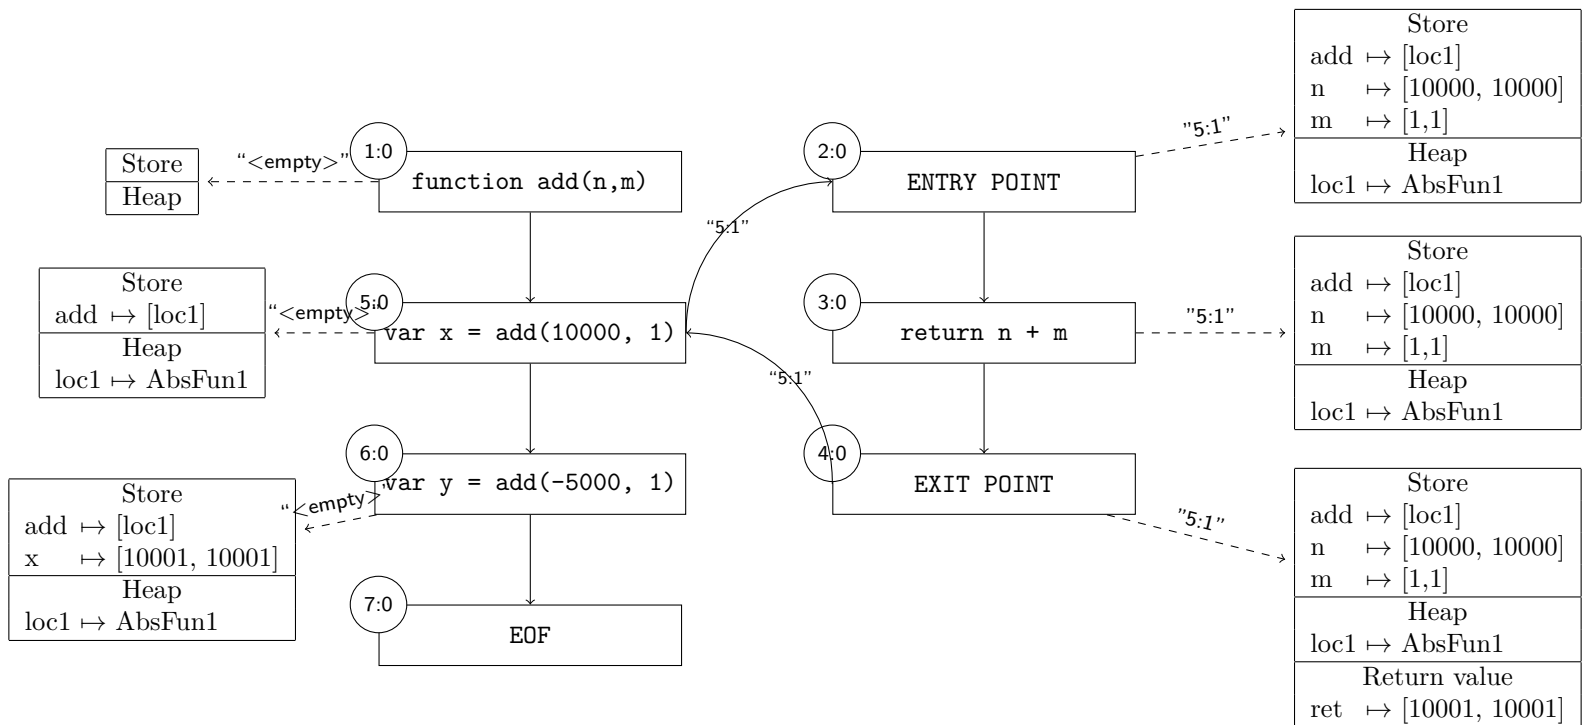 Store
add ↦ [loc1]
n ↦ [10000, 10000]
m ↦ [1,1]
Heap
loc1 ↦ AbsFun1
"5:1"
1:0
function add(n,m)
“<empty>”
Store
Heap
2:0
ENTRY POINT
“5:1”
Store
add ↦ [loc1]
Heap
loc1 ↦ AbsFun1
“<empty>“
5:0
var x = add(10000, 1)
3:0
return n + m
"5:1"
Store
add ↦ [loc1]
n ↦ [10000, 10000]
m ↦ [1,1]
Heap
loc1 ↦ AbsFun1
“5:1”
Store
add ↦ [loc1]
x ↦ [10001, 10001]
Heap
loc1 ↦ AbsFun1
“<empty>’
6:0
var y = add(-5000, 1)
4:0
EXIT POINT
"5:1"
Store
add ↦ [loc1]
n ↦ [10000, 10000]
m ↦ [1,1]
Heap
loc1 ↦ AbsFun1
Return value
ret ↦ [10001, 10001]
7:0
EOF